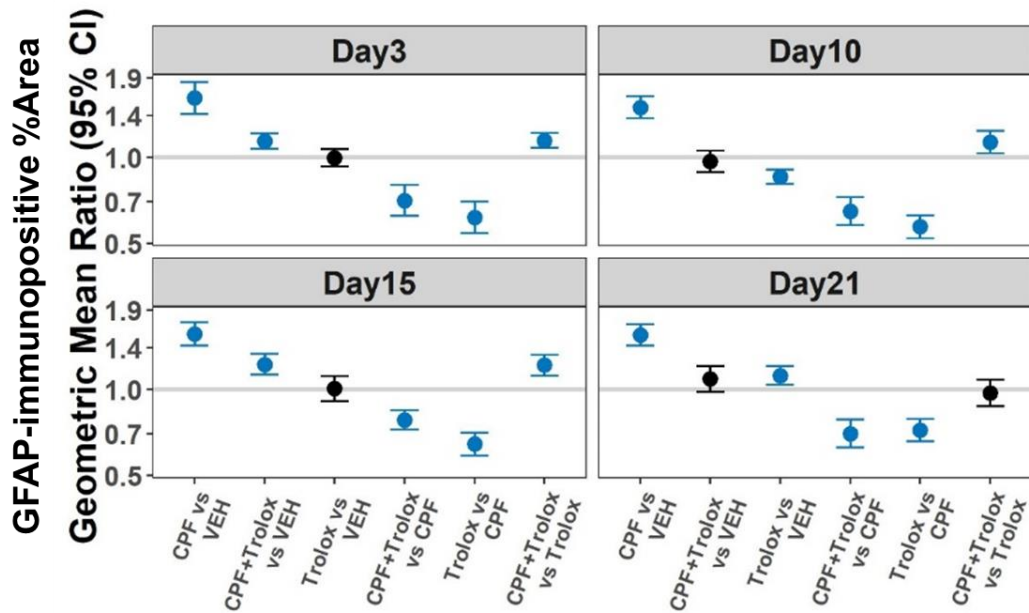 GFAP-immunopositive %Area
Geometric Mean Ratio (95% CI)
Day3
Day10
1.9
1.4
1.0
0.7
0.5
Day15
Day21
1.9
1.4
1.0
0.7
0.5
CPF vs
VEH
CPF+Trolox
vs VEH
Trolox vs
VEH
CPF+Trolox
vs CPF
Trolox vs
CPF
CPF+Trolox
vs Trolox
CPF vs
VEH
CPF+Trolox
vs VEH
Trolox vs
VEH
CPF+Trolox
vs CPF
Trolox vs
CPF
CPF+Trolox
vs Trolox